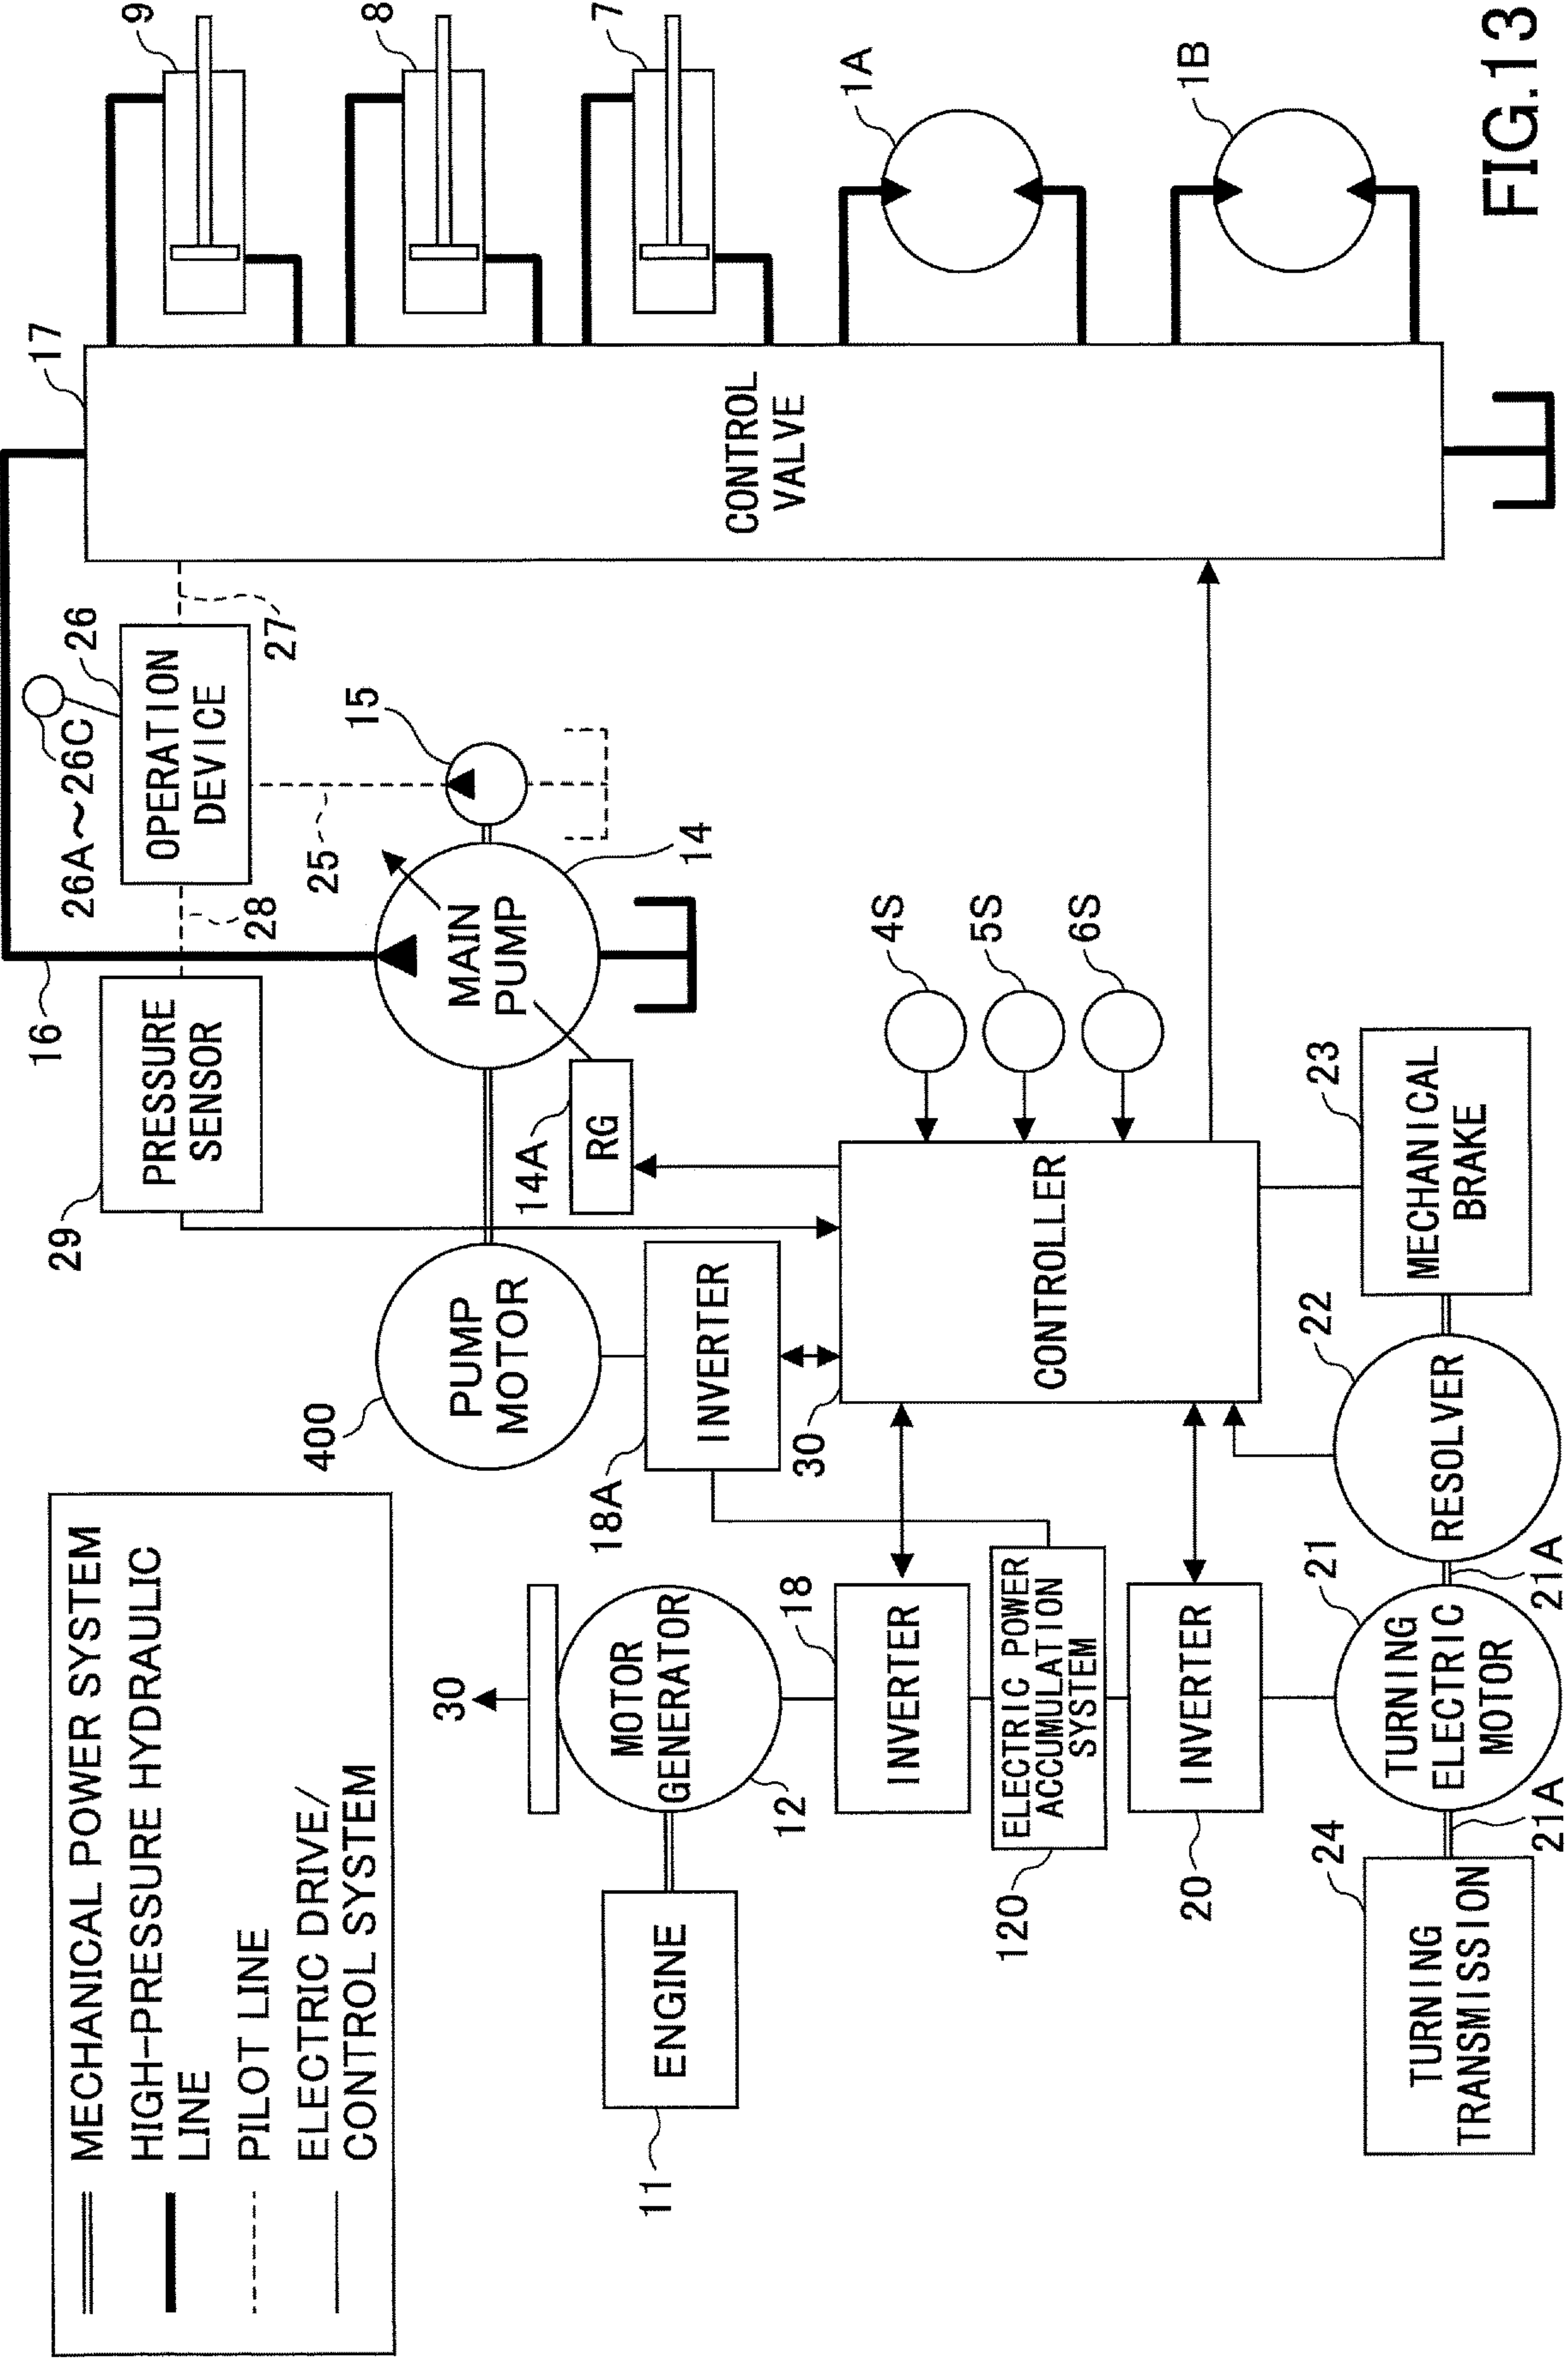 MECHANICAL POWER SYSTEM
HIGH-PRESSURE HYDRAULIC
LINE
PILOT LINE
ELECTRIC DRIVE/
CONTROL SYSTEM
29
PRESSURE
SENSOR
16
28
26A～26C
26
OPERATION
DEVICE
27
25
15
17
9
8
7
1A
1B
CONTROL
VALVE
400
PUMP
MOTOR
MAIN
PUMP
14
14A
RG
18A
INVERTER
30
CONTROLLER
4S
5S
6S
30
11
ENGINE
MOTOR
GENERATOR
12
18
INVERTER
120
ELECTRIC POWER
ACCUMULATION
SYSTEM
20
INVERTER
24
TURNING
TRANSMISSION
21A
21
TURNING
ELECTRIC
MOTOR
21A
22
RESOLVER
23
MECHANICAL
BRAKE
FIG.13